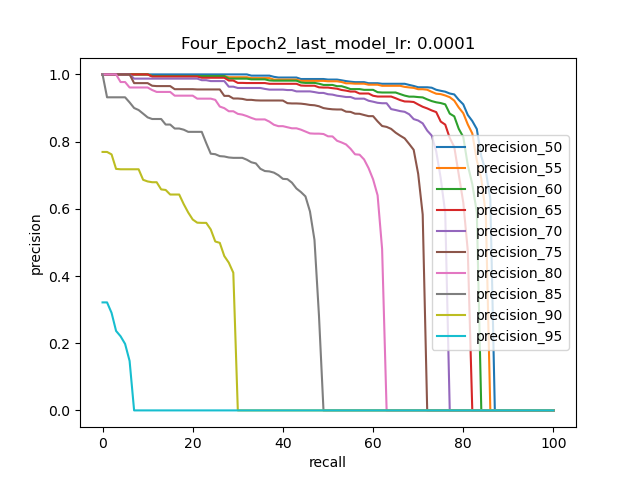 Four_Epoch2_last_model_lr: 0.0001
precision
1.0
0.8
0.6
0.4
0.2
0.0
precision_50
precision_55
precision_60
precision_65
precision_70
precision_75
precision_80
precision_85
precision_90
precision_95
0 20 40 60 80 100
recall